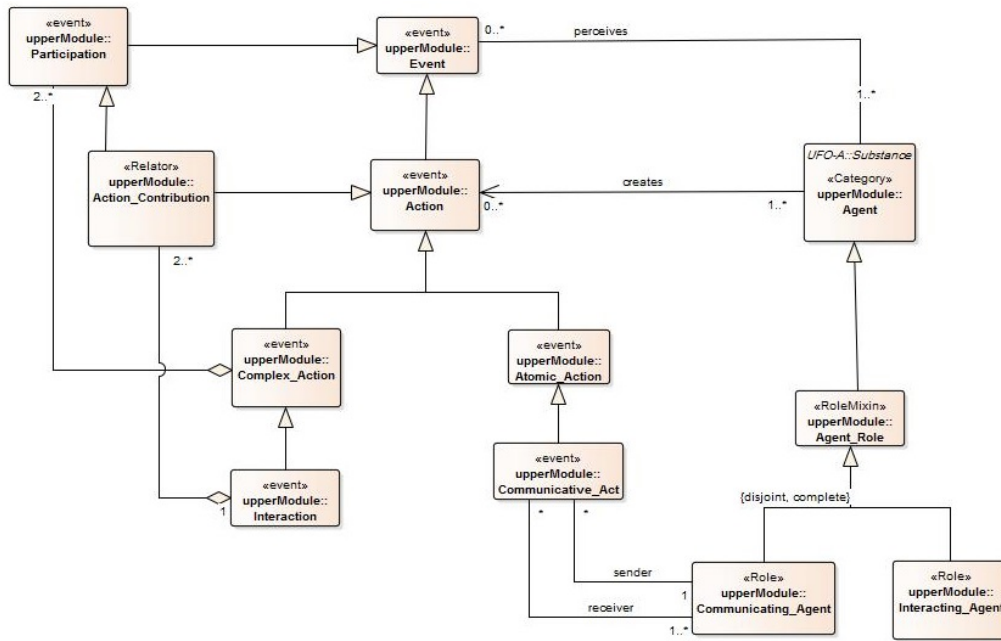 «event»
upperModule::
Participation
«event»
upperModule::
Event
0..*
perceives
2..*
1..*
«Relator»
upperModule::
Action_Contribution
«event»
upperModule::
Action
creates
0..*
1..*
UFO-A::Substance
«Category»
upperModule::
Agent
2..*
«event»
upperModule::
Complex_Action
«event»
upperModule::
Atomic_Action
«RoleMixin»
upperModule::
Agent_Role
«event»
upperModule::
Interaction
1
«event»
upperModule::
Communicative_Act
*
*
{disjoint, complete}
sender
1
receiver
1..*
«Role»
upperModule::
Communicating_Agent
«Role»
upperModule::
Interacting_Agent